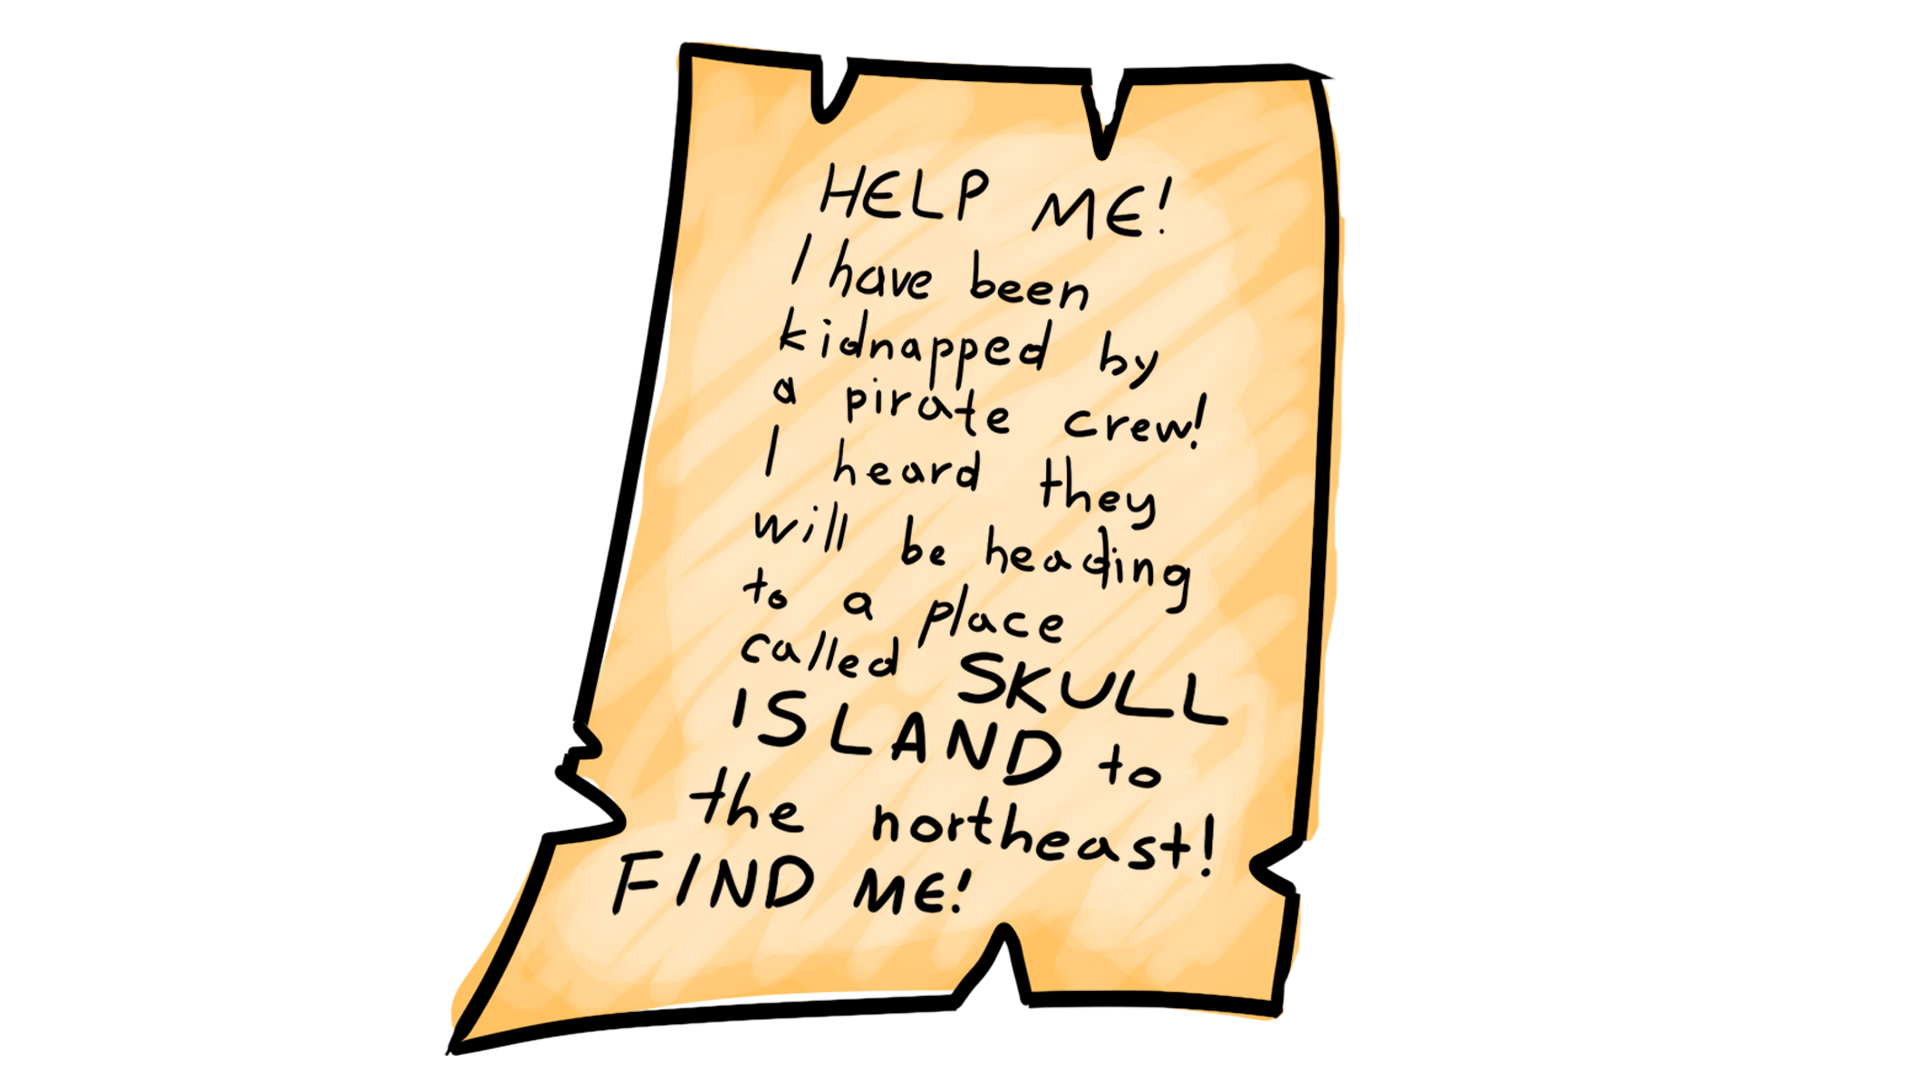 HELP ME!
I have been
kidnapped by
a pirate crew!
I heard they
will be heading
to a place
called SKULL
ISLAND to
the northeast!
FIND ME!